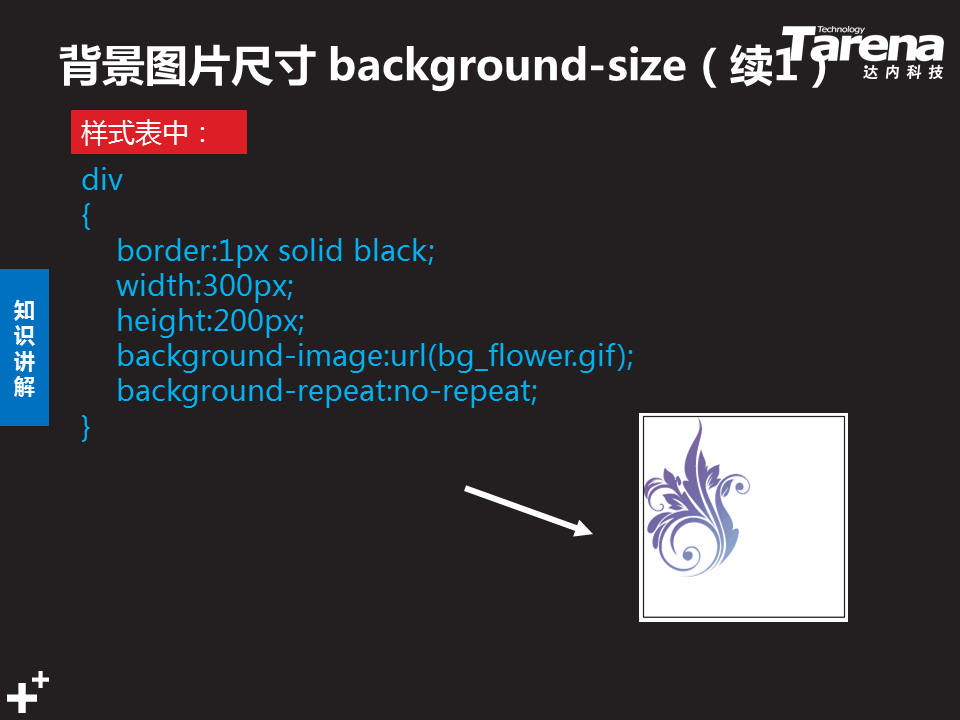 背景图片尺寸 background-size（续1）
Technology
Tarena
达内科技
样式表中：
div
{
border:1px solid black;
width:300px;
height:200px;
background-image:url(bg_flower.gif);
background-repeat:no-repeat;
}
知识讲解